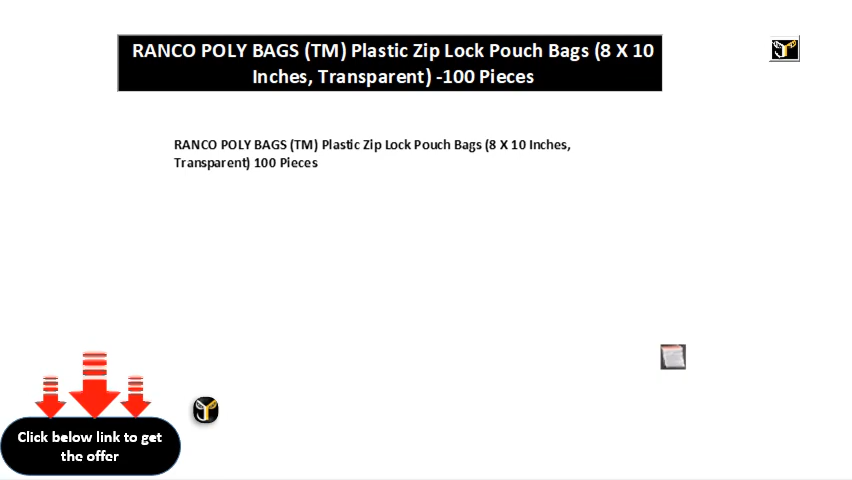 RANCO POLY BAGS (TM) Plastic Zip Lock Pouch Bags (8 X 10
Inches, Transparent) -100 Pieces
RANCO POLY BAGS (TM) Plastic Zip Lock Pouch Bags (8 X 10 Inches,
Transparent) 100 Pieces
Click below link to get
the offer